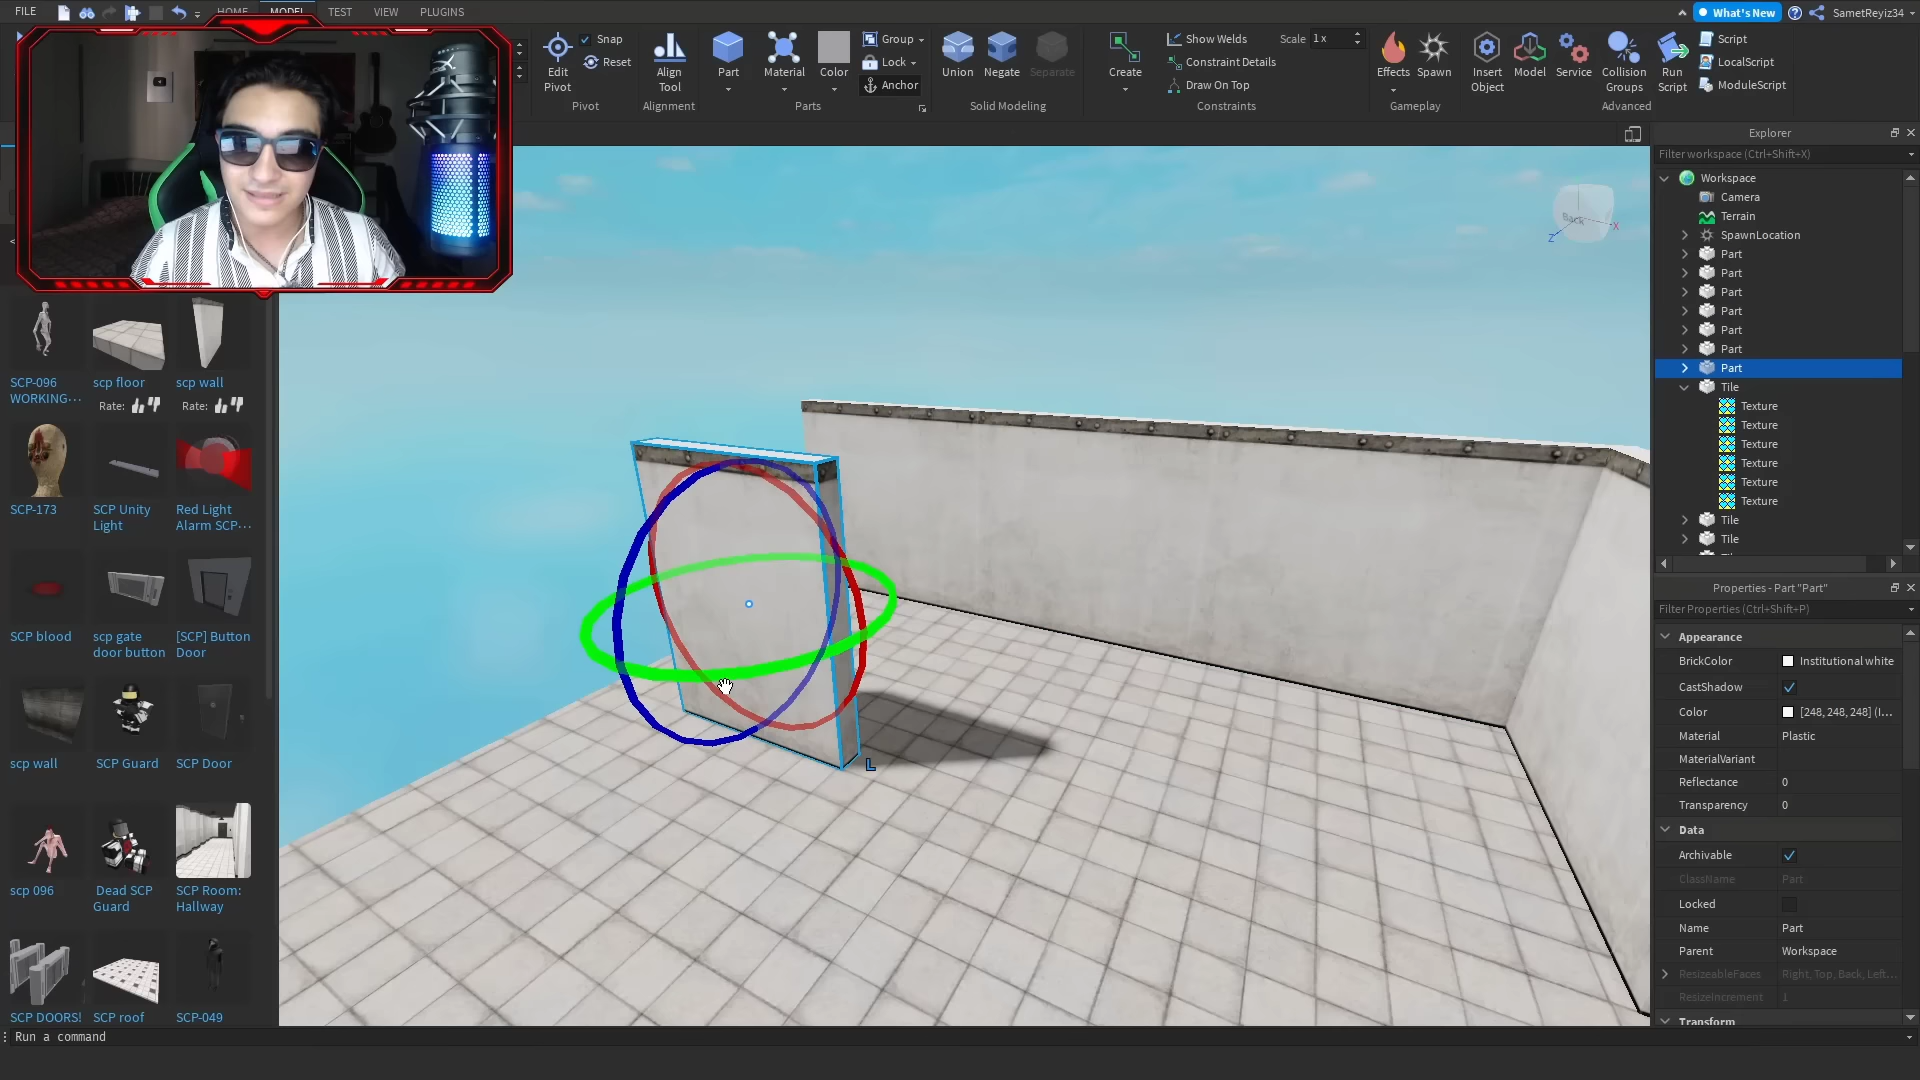 FILE
HOME
MODEL
TEST
VIEW
PLUGINS
What's New
SametReyiz34
Edit
Pivot
Snap
Reset
Pivot
Align
Tool
Alignment
Part
Material
Color
Group
Lock
Anchor
Parts
Union
Negate
Separate
Solid Modeling
Create
Show Welds
Scale 1 x
Constraint Details
Draw On Top
Constraints
Effects
Spawn
Gameplay
Insert
Object
Model
Service
Collision
Groups
Run
Script
Script
LocalScript
ModuleScript
Advanced
Explorer
Filter workspace (Ctrl+Shift+X)
Workspace
Camera
Terrain
SpawnLocation
Part
Part
Part
Part
Part
Part
Part
Tile
Texture
Texture
Texture
Texture
Texture
Texture
Tile
Tile
Back
X
Z
L
SCP-096
WORKING...
scp floor
Rate:
scp wall
Rate:
SCP-173
SCP Unity
Light
Red Light
Alarm SCP...
SCP blood
scp gate
door button
[SCP] Button
Door
scp wall
SCP Guard
SCP Door
scp 096
Dead SCP
Guard
SCP Room:
Hallway
SCP DOORS!
SCP roof
SCP-049
Properties - Part "Part"
Filter Properties (Ctrl+Shift+P)
Appearance
BrickColor Institutional white
CastShadow
Color [248, 248, 248] (I...
Material Plastic
MaterialVariant
Reflectance 0
Transparency 0
Data
Archivable
ClassName Part
Locked
Name Part
Parent Workspace
ResizeableFaces Right, Top, Back, Left...
ResizeIncrement 1
Transform
Run a command